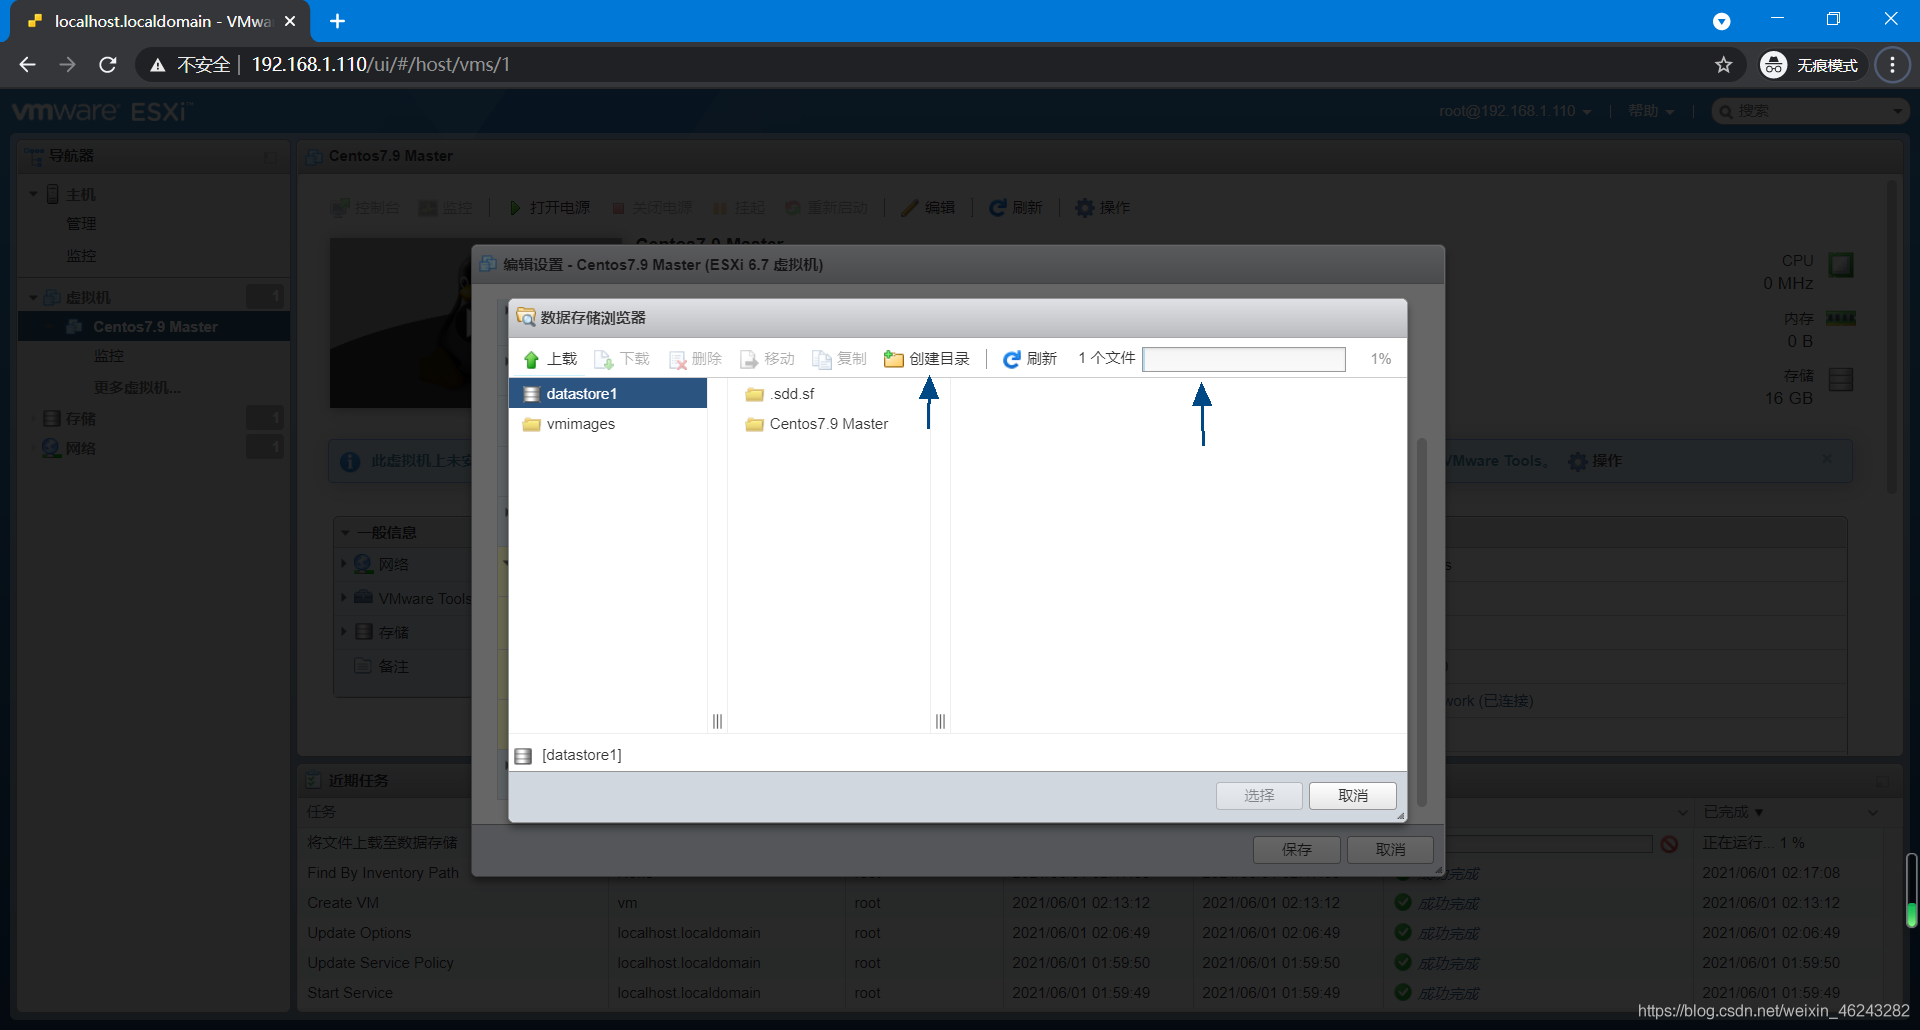 localhost.localdomain - VMwa
不安全 | 192.168.1.110/ui/#/host/vms/1
无痕模式
vmware ESXi
root@192.168.1.110
帮助
搜索
导航器
Centos7.9 Master
主机
管理
监控
虚拟机 1
Centos7.9 Master
监控
更多虚拟机...
存储 1
网络 1
控制台 监控 打开电源 关闭电源 挂起 重新启动 编辑 刷新 操作
Centos7.9 Master
CPU
0 MHz
内存
0 B
存储
16 GB
编辑设置 - Centos7.9 Master (ESXi 6.7 虚拟机)
数据存储浏览器
上载 下载 删除 移动 复制 创建目录 刷新 1 个文件 1%
datastore1
vmimages
.sdd.sf
Centos7.9 Master
[datastore1]
选择 取消
保存 取消
此虚拟机上未安
VMware Tools。 操作
一般信息
网络
VMware Tools
存储
备注
work (已连接)
近期任务
任务
已完成
将文件上载至数据存储
正在运行... 1 %
Find By Inventory Path 成功完成 2021/06/01 02:17:08
Create VM vm root 2021/06/01 02:13:12 2021/06/01 02:13:12 成功完成 2021/06/01 02:13:12
Update Options localhost.localdomain root 2021/06/01 02:06:49 2021/06/01 02:06:49 成功完成 2021/06/01 02:06:49
Update Service Policy localhost.localdomain root 2021/06/01 01:59:50 2021/06/01 01:59:50 成功完成 2021/06/01 01:59:50
Start Service localhost.localdomain root 2021/06/01 01:59:49 2021/06/01 01:59:49 成功完成 2021/06/01 01:59:49
https://blog.csdn.net/weixin_46243282